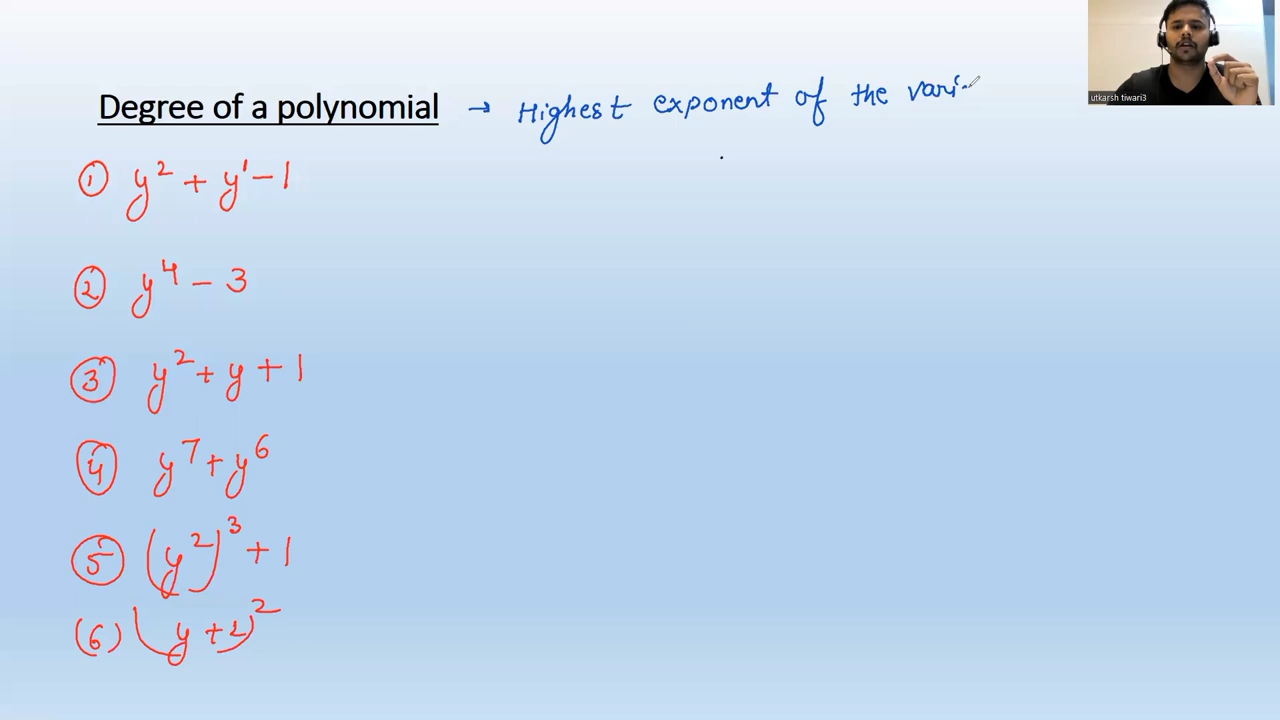 Degree of a polynomial → Highest exponent of the vari
utkarsh tiwari3
① y² + y¹ − 1
② y⁴ − 3
③ y² + y + 1
④ y⁷ + y⁶
⑤ (y²)³ + 1
(6) (y + 2)²